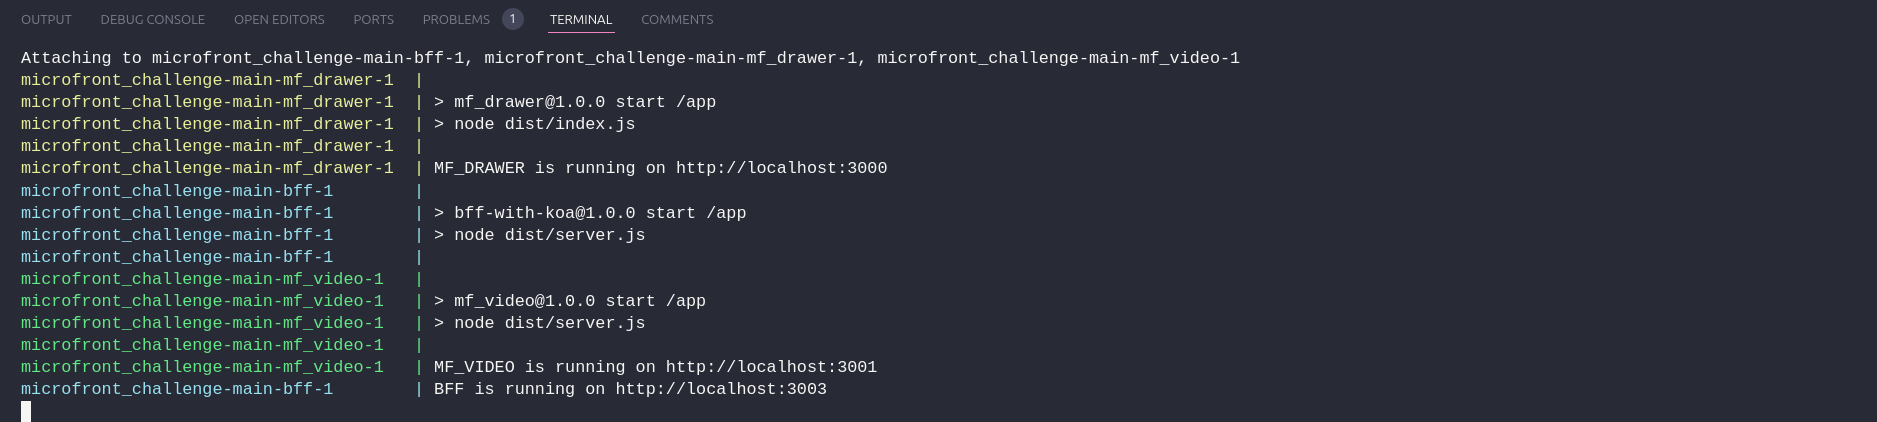 OUTPUT DEBUG CONSOLE OPEN EDITORS PORTS PROBLEMS 1 TERMINAL COMMENTS
Attaching to microfront_challenge-main-bff-1, microfront_challenge-main-mf_drawer-1, microfront_challenge-main-mf_video-1
microfront_challenge-main-mf_drawer-1  |
microfront_challenge-main-mf_drawer-1  | > mf_drawer@1.0.0 start /app
microfront_challenge-main-mf_drawer-1  | > node dist/index.js
microfront_challenge-main-mf_drawer-1  |
microfront_challenge-main-mf_drawer-1  | MF_DRAWER is running on http://localhost:3000
microfront_challenge-main-bff-1        |
microfront_challenge-main-bff-1        | > bff-with-koa@1.0.0 start /app
microfront_challenge-main-bff-1        | > node dist/server.js
microfront_challenge-main-bff-1        |
microfront_challenge-main-mf_video-1   |
microfront_challenge-main-mf_video-1   | > mf_video@1.0.0 start /app
microfront_challenge-main-mf_video-1   | > node dist/server.js
microfront_challenge-main-mf_video-1   |
microfront_challenge-main-mf_video-1   | MF_VIDEO is running on http://localhost:3001
microfront_challenge-main-bff-1        | BFF is running on http://localhost:3003